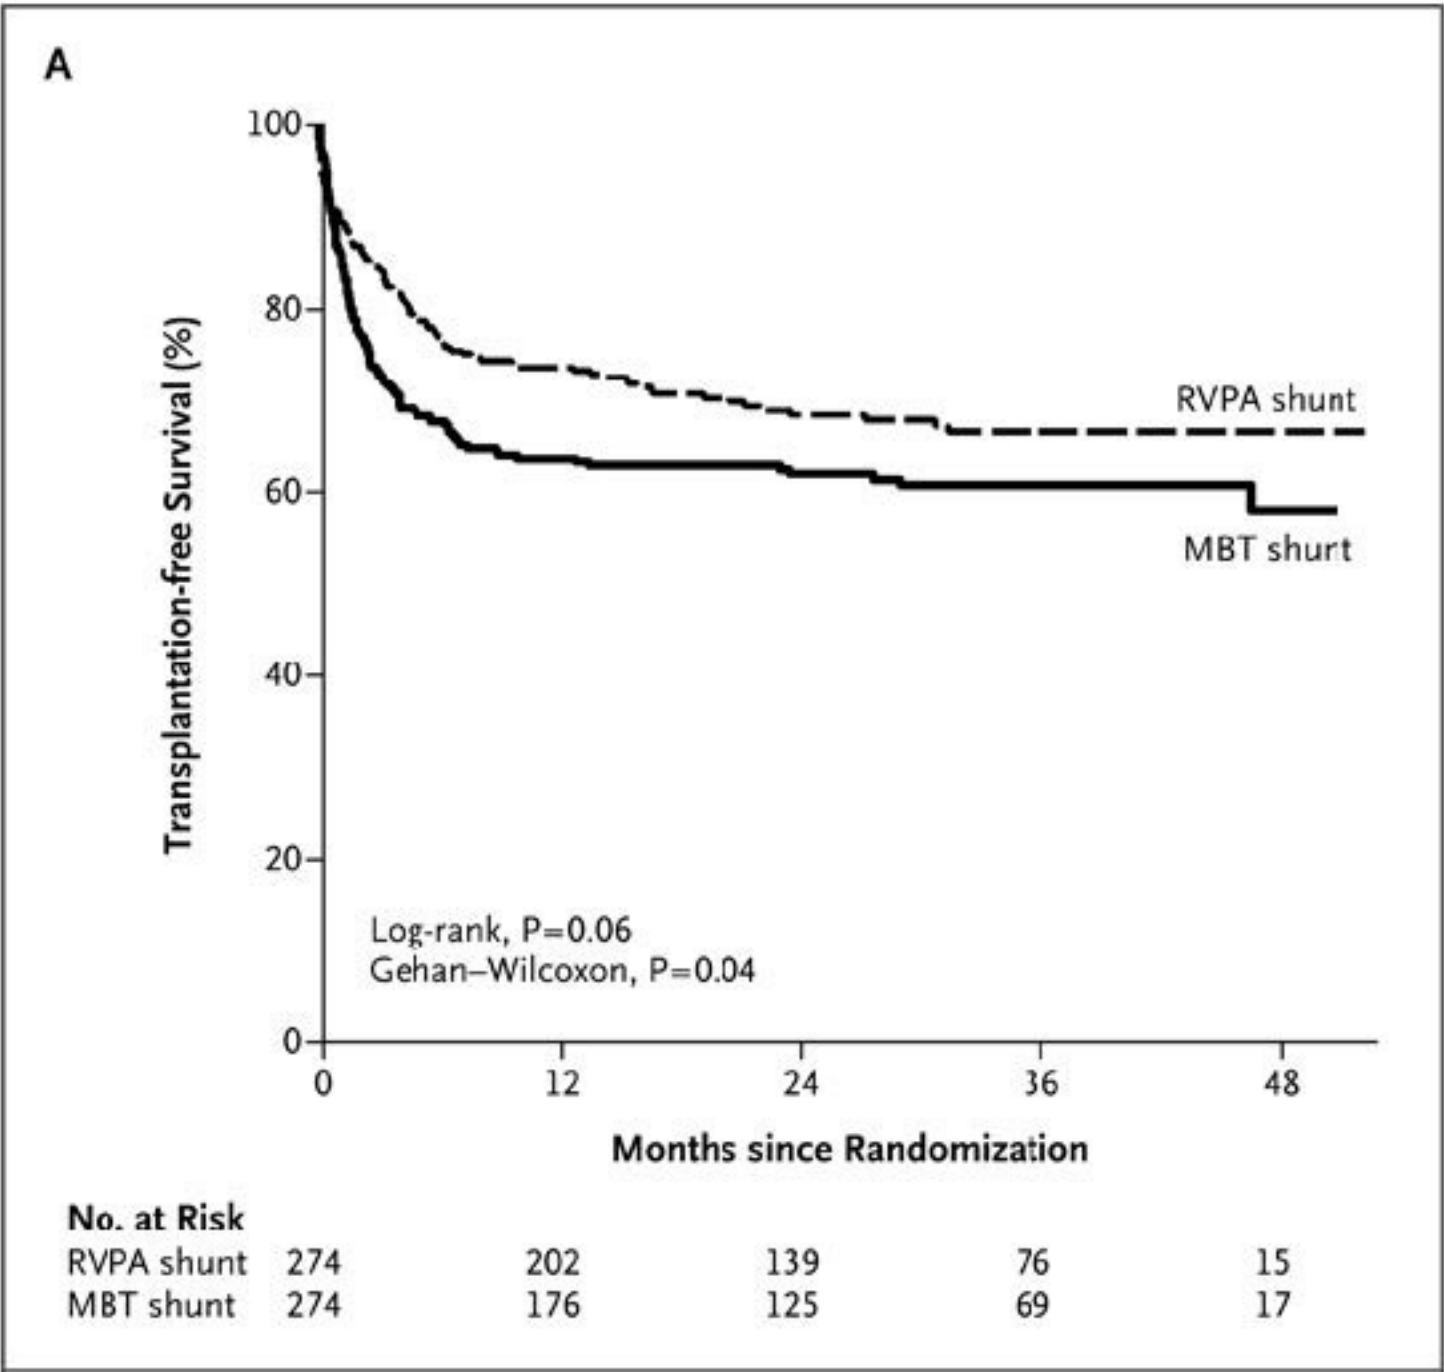 A
100
80
60
40
20
0
Transplantation-free Survival (%)
RVPA shunt
MBT shurt
Log-rank, P=0.06
Gehan–Wilcoxon, P=0.04
0 12 24 36 48
Months since Randomization
No. at Risk
RVPA shunt 274 202 139 76 15
MBT shunt 274 176 125 69 17